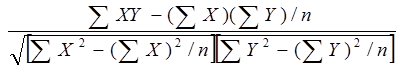 ∑ XY − (∑ X)(∑ Y) / n
√[∑ X² − (∑ X)² / n][∑ Y² − (∑ Y)² / n]